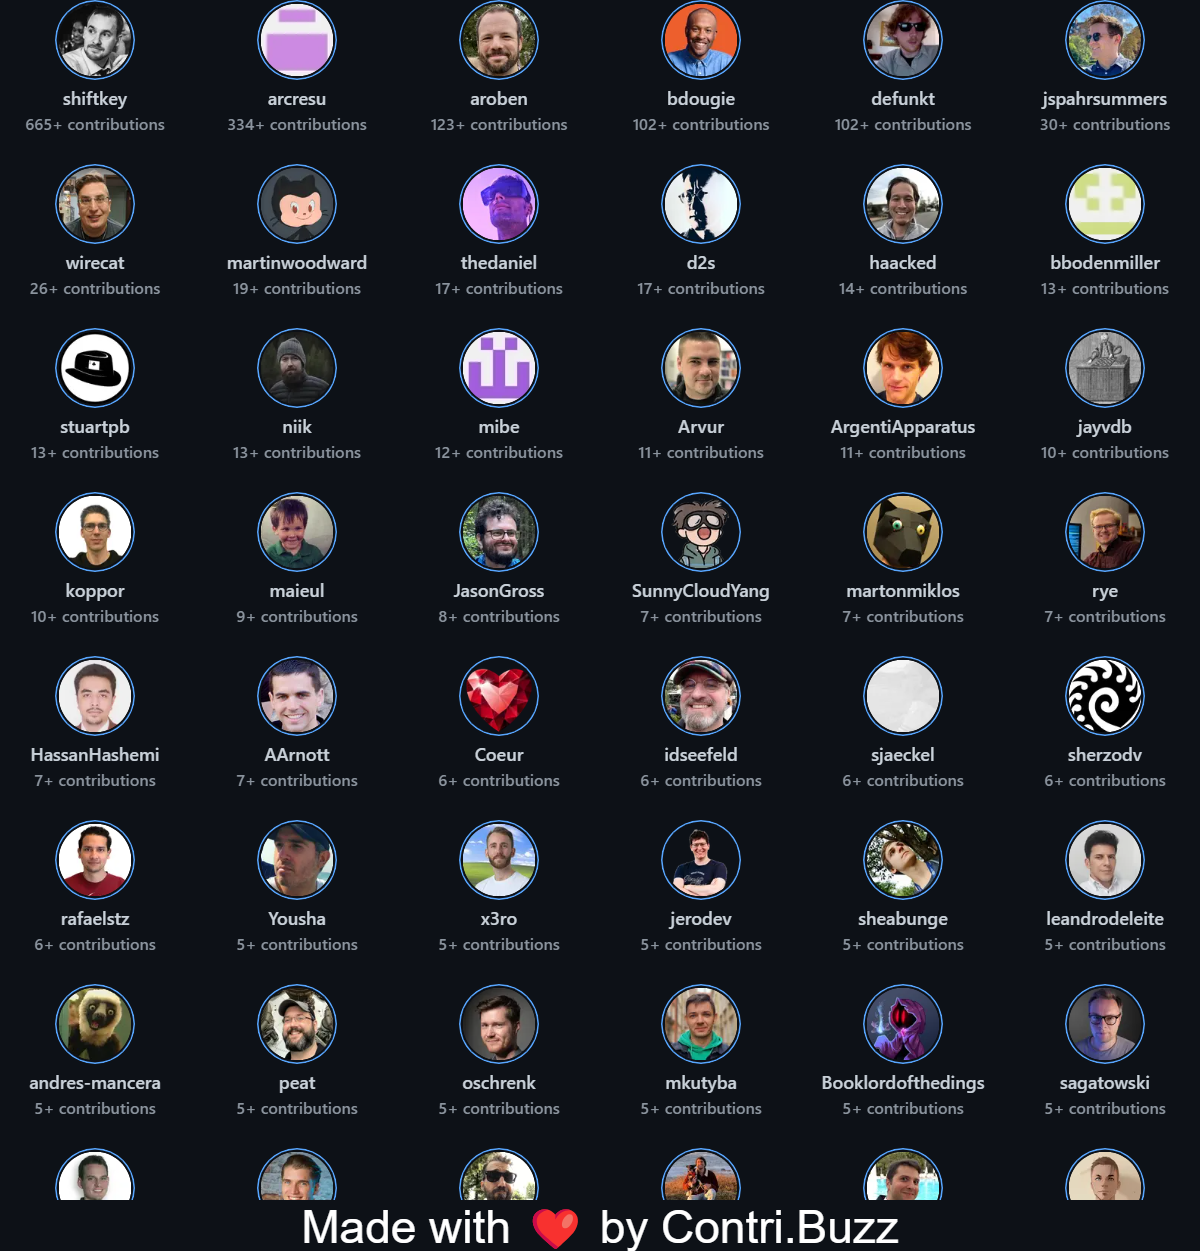 shiftkey arcresu aroben bdougie defunkt jspahrsummers
665+ contributions 334+ contributions 123+ contributions 102+ contributions 102+ contributions 30+ contributions
wirecat martinwoodward thedaniel d2s haacked bbodenmiller
26+ contributions 19+ contributions 17+ contributions 17+ contributions 14+ contributions 13+ contributions
stuartpb niik mibe Arvur ArgentiApparatus jayvdb
13+ contributions 13+ contributions 12+ contributions 11+ contributions 11+ contributions 10+ contributions
koppor maieul JasonGross SunnyCloudYang martonmiklos rye
10+ contributions 9+ contributions 8+ contributions 7+ contributions 7+ contributions 7+ contributions
HassanHashemi AArnott Coeur idseefeld sjaeckel sherzodv
7+ contributions 7+ contributions 6+ contributions 6+ contributions 6+ contributions 6+ contributions
rafaelstz Yousha x3ro jerodev sheabunge leandrodeleite
6+ contributions 5+ contributions 5+ contributions 5+ contributions 5+ contributions 5+ contributions
andres-mancera peat oschrenk mkutyba Booklordofthedings sagatowski
5+ contributions 5+ contributions 5+ contributions 5+ contributions 5+ contributions 5+ contributions
Made with ❤️ by Contri.Buzz